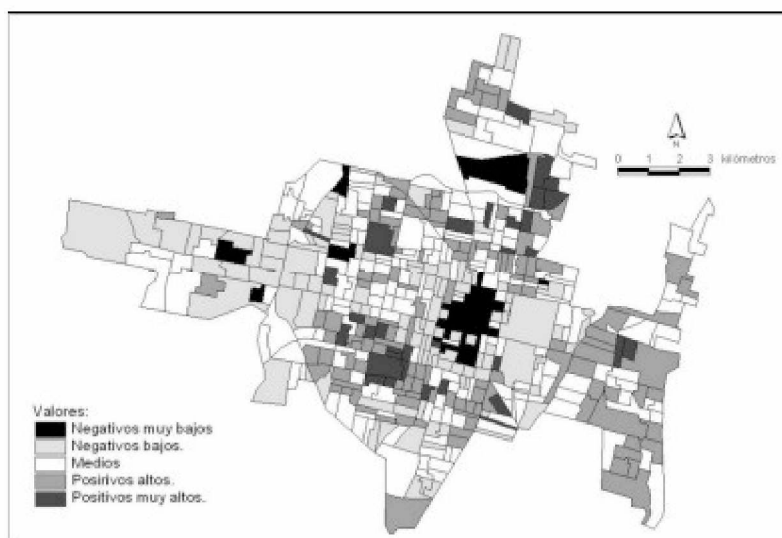 N
0 1 2 3 kilómetros
Valores:
Negativos muy bajos
Negativos bajos.
Medios
Posirivos altos.
Positivos muy altos.